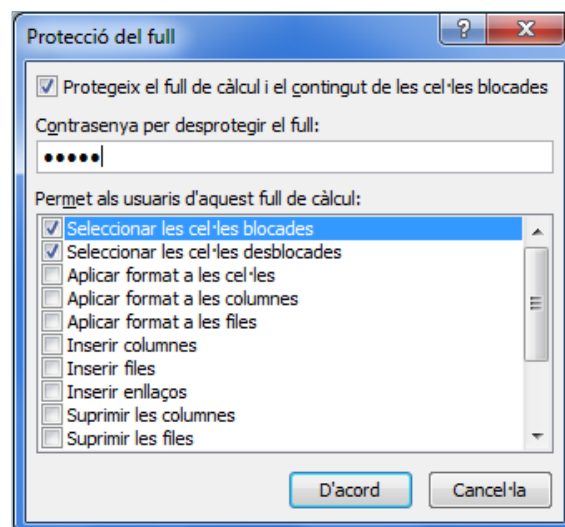 Protecció del full
Protegeix el full de càlcul i el contingut de les cel·les blocades
Contrasenya per desprotegir el full:
●●●●●
Permet als usuaris d'aquest full de càlcul:
Seleccionar les cel·les blocades
Seleccionar les cel·les desblocades
Aplicar format a les cel·les
Aplicar format a les columnes
Aplicar format a les files
Inserir columnes
Inserir files
Inserir enllaços
Suprimir les columnes
Suprimir les files
D'acord Cancel·la